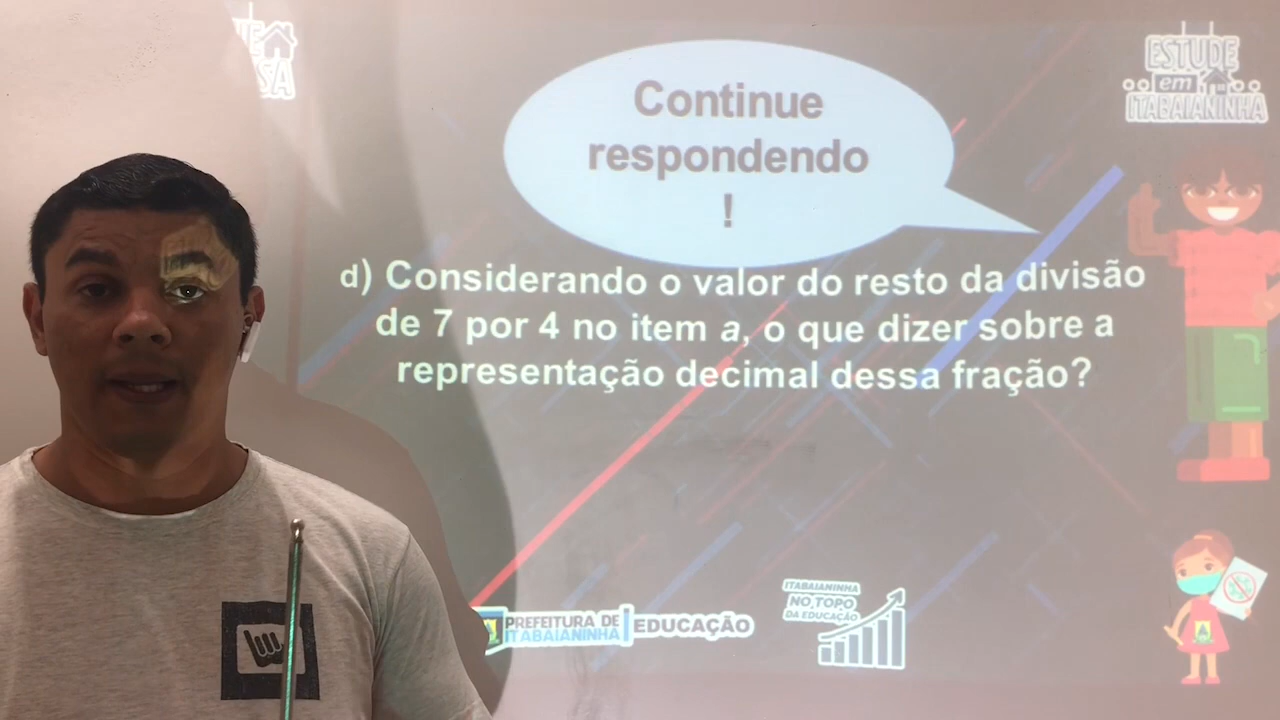 ESTUDE
em
ITABAIANINHA
Continue
respondendo
!
d) Considerando o valor do resto da divisão
de 7 por 4 no item a, o que dizer sobre a
representação decimal dessa fração?
PREFEITURA DE
ITABAIANINHA
EDUCAÇÃO
ITABAIANINHA
NO TOPO
DA EDUCAÇÃO